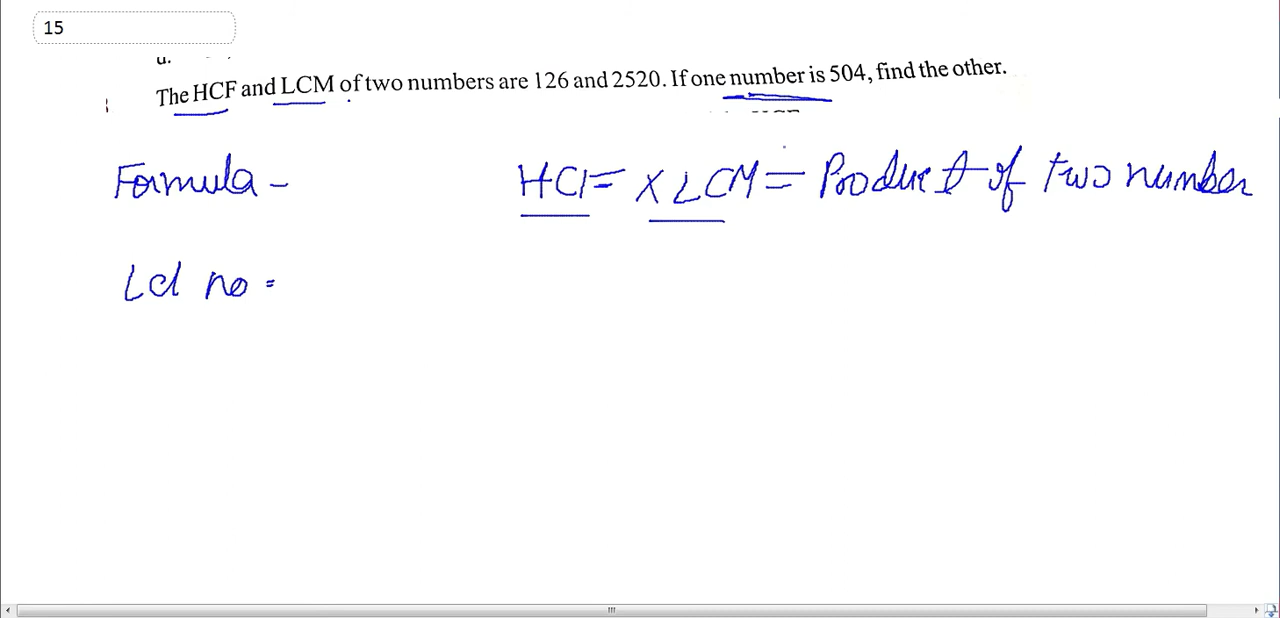 15
u.
The HCF and LCM of two numbers are 126 and 2520. If one number is 504, find the other.
Formula - HCF × LCM = Product of two number
Ld no =